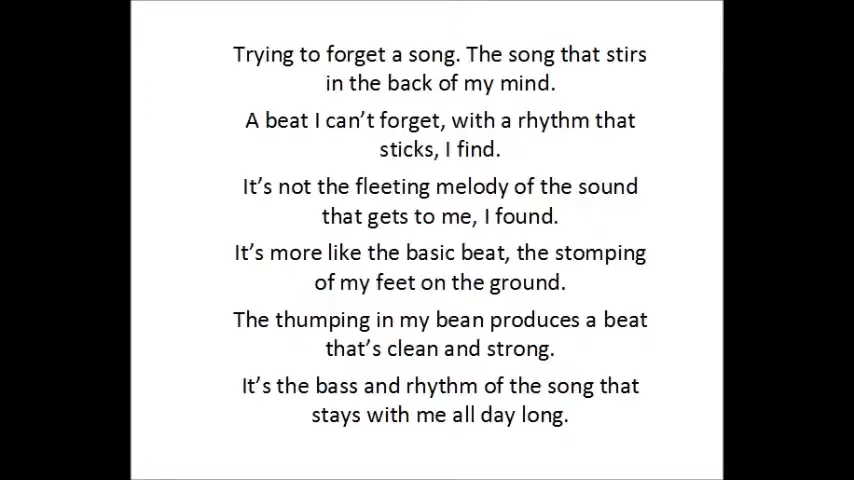 Trying to forget a song. The song that stirs
in the back of my mind.
A beat I can’t forget, with a rhythm that
sticks, I find.
It’s not the fleeting melody of the sound
that gets to me, I found.
It’s more like the basic beat, the stomping
of my feet on the ground.
The thumping in my bean produces a beat
that’s clean and strong.
It’s the bass and rhythm of the song that
stays with me all day long.